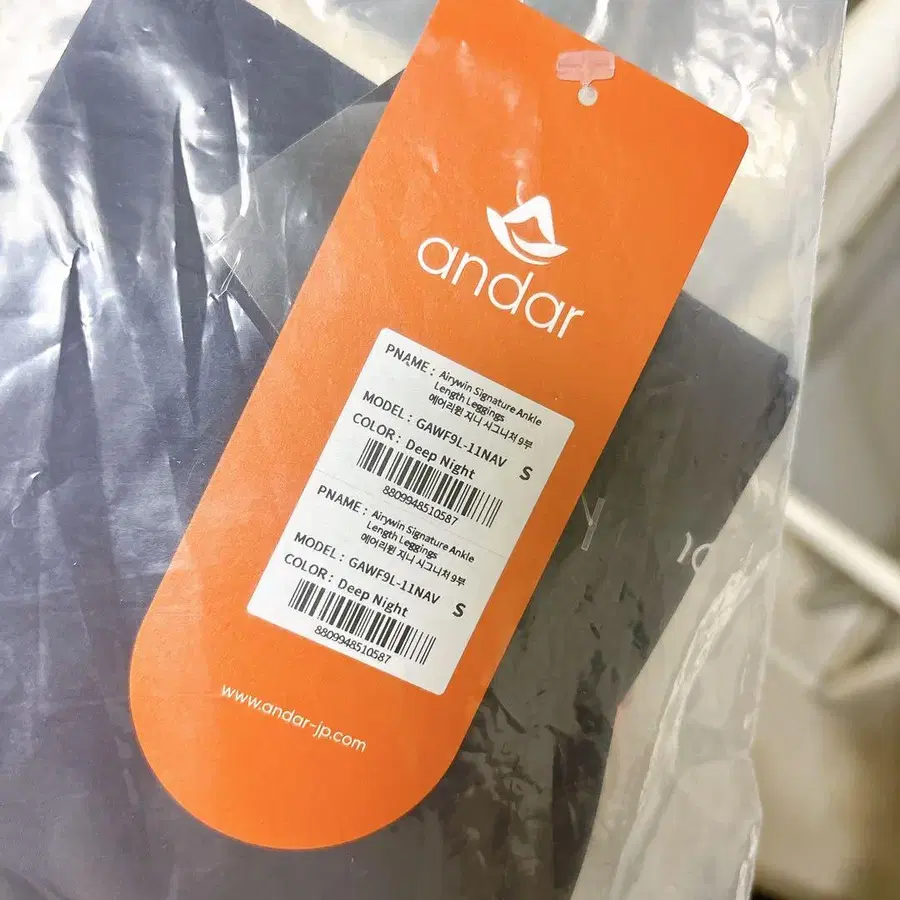 andar
PNAME : Airywin Signature Ankle
Length Leggings
에어리윈 지니 시그니처 9부
MODEL : GAWF9L-11NAV S
COLOR : Deep Night
8809948510587
PNAME : Airywin Signature Ankle
Length Leggings
에어리윈 지니 시그니처 9부
MODEL : GAWF9L-11NAV S
COLOR : Deep Night
8809948510587
www.andar-jp.com